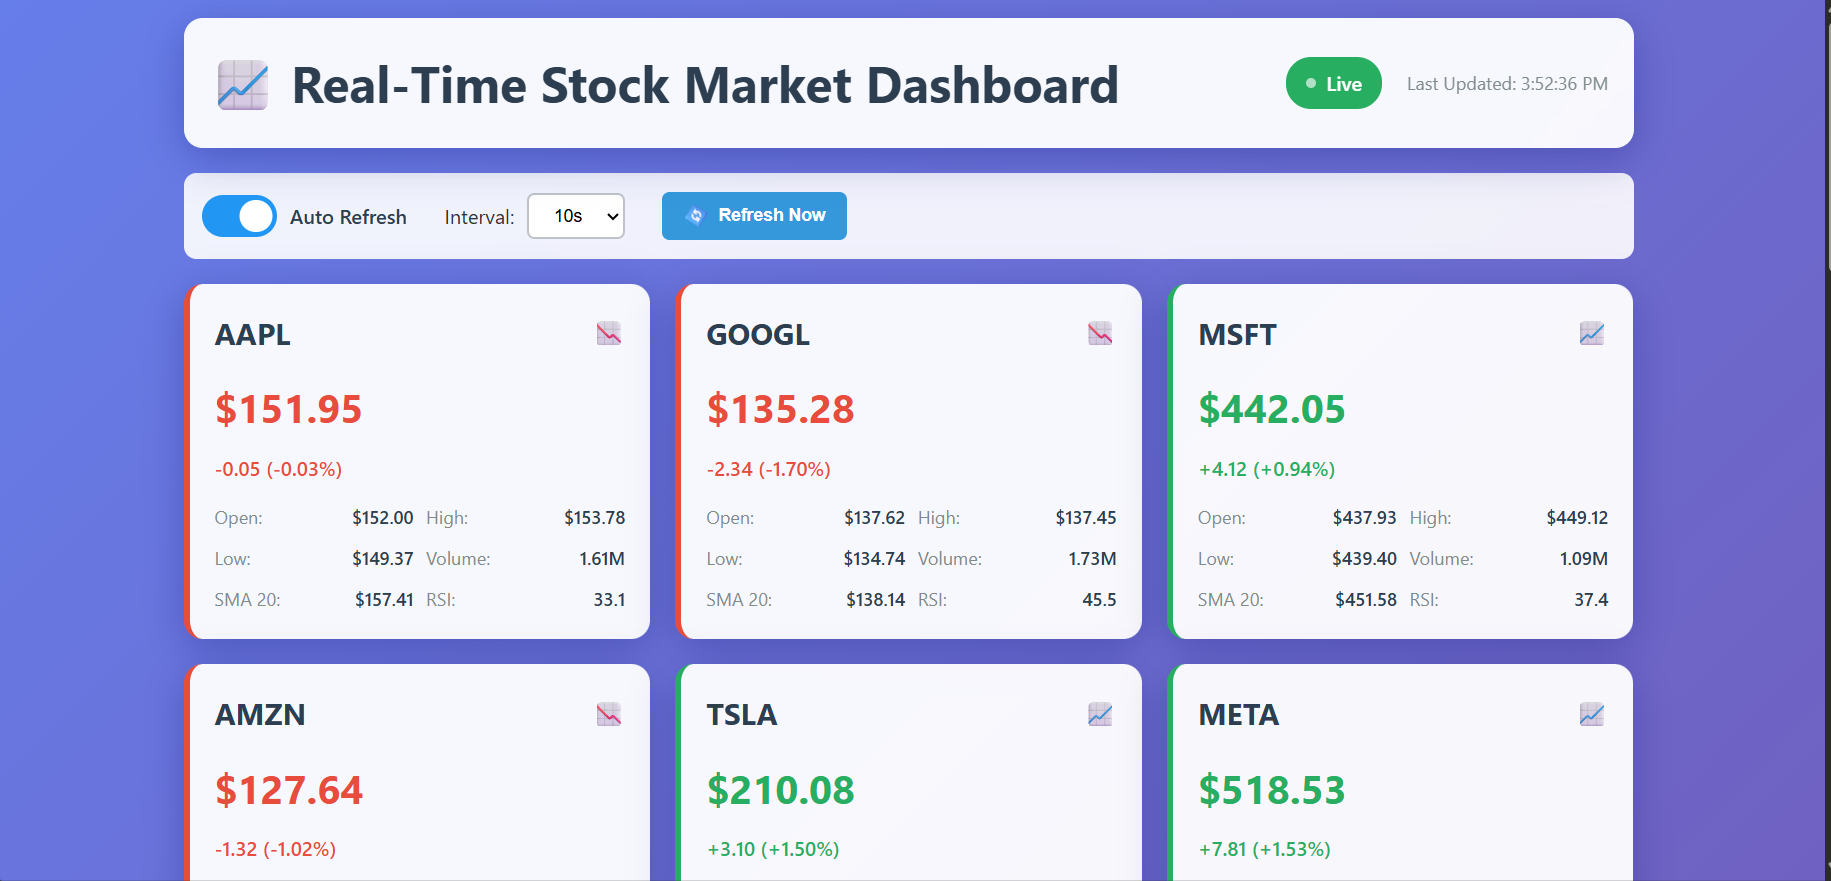 Real-Time Stock Market Dashboard
Live
Last Updated: 3:52:36 PM
Auto Refresh
Interval:
10s
Refresh Now
AAPL
$151.95
-0.05 (-0.03%)
Open: $152.00 High: $153.78
Low: $149.37 Volume: 1.61M
SMA 20: $157.41 RSI: 33.1
GOOGL
$135.28
-2.34 (-1.70%)
Open: $137.62 High: $137.45
Low: $134.74 Volume: 1.73M
SMA 20: $138.14 RSI: 45.5
MSFT
$442.05
+4.12 (+0.94%)
Open: $437.93 High: $449.12
Low: $439.40 Volume: 1.09M
SMA 20: $451.58 RSI: 37.4
AMZN
$127.64
-1.32 (-1.02%)
TSLA
$210.08
+3.10 (+1.50%)
META
$518.53
+7.81 (+1.53%)